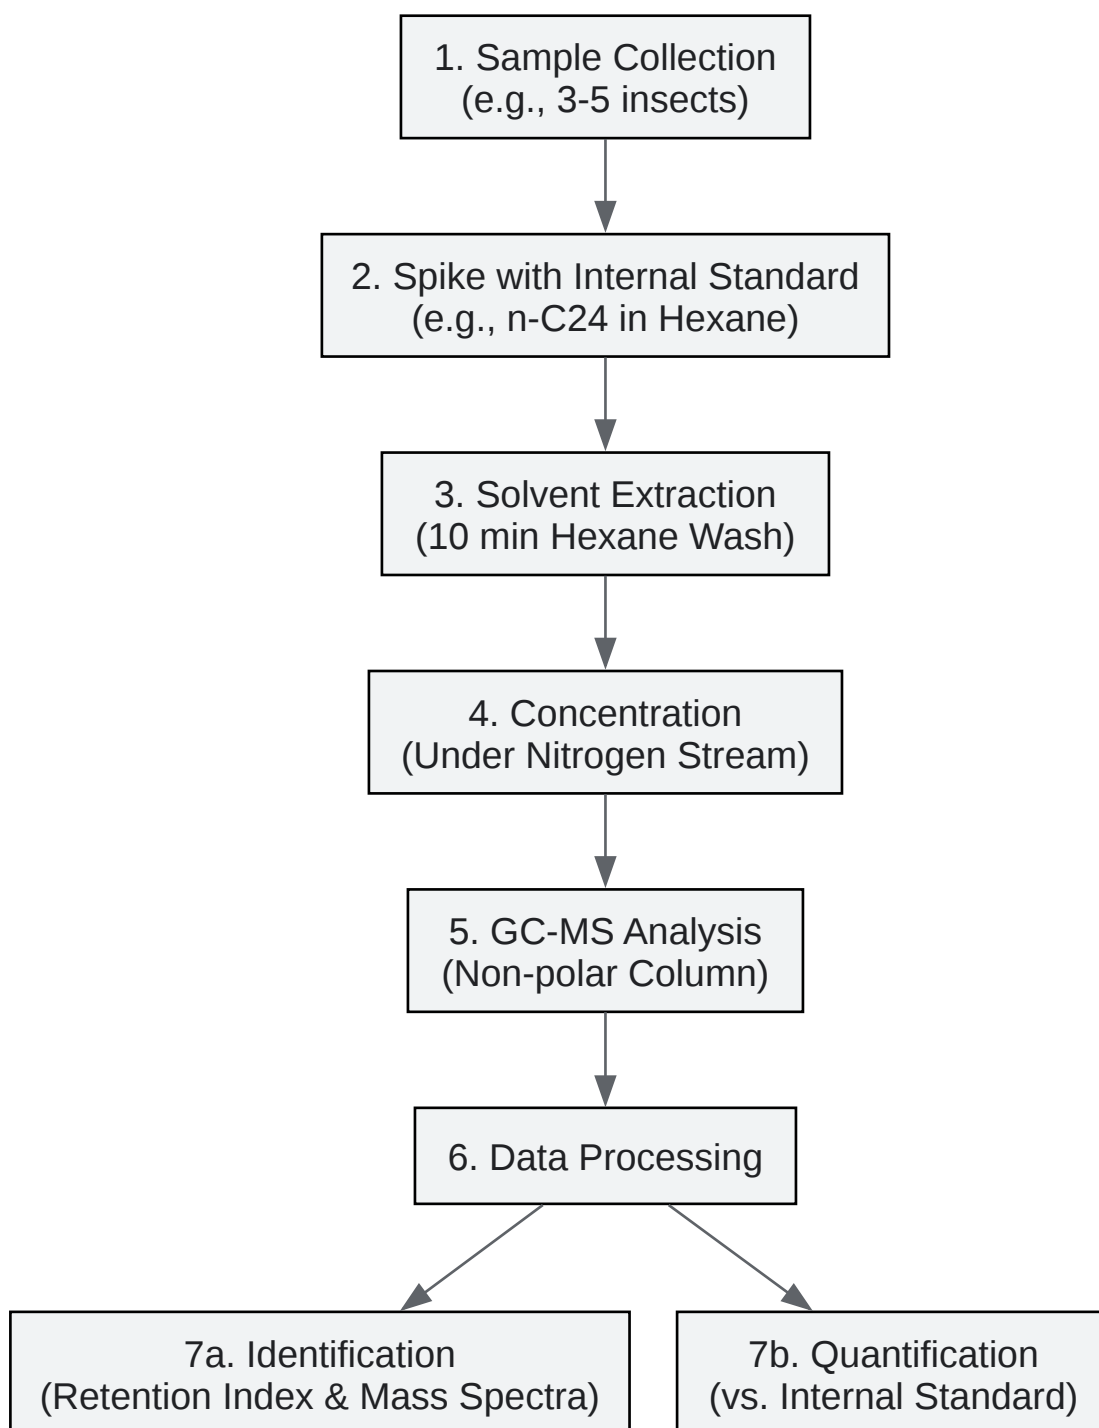 1. Sample Collection
(e.g., 3-5 insects)
2. Spike with Internal Standard
(e.g., n-C24 in Hexane)
3. Solvent Extraction
(10 min Hexane Wash)
4. Concentration
(Under Nitrogen Stream)
5. GC-MS Analysis
(Non-polar Column)
6. Data Processing
7a. Identification
(Retention Index & Mass Spectra)
7b. Quantification
(vs. Internal Standard)